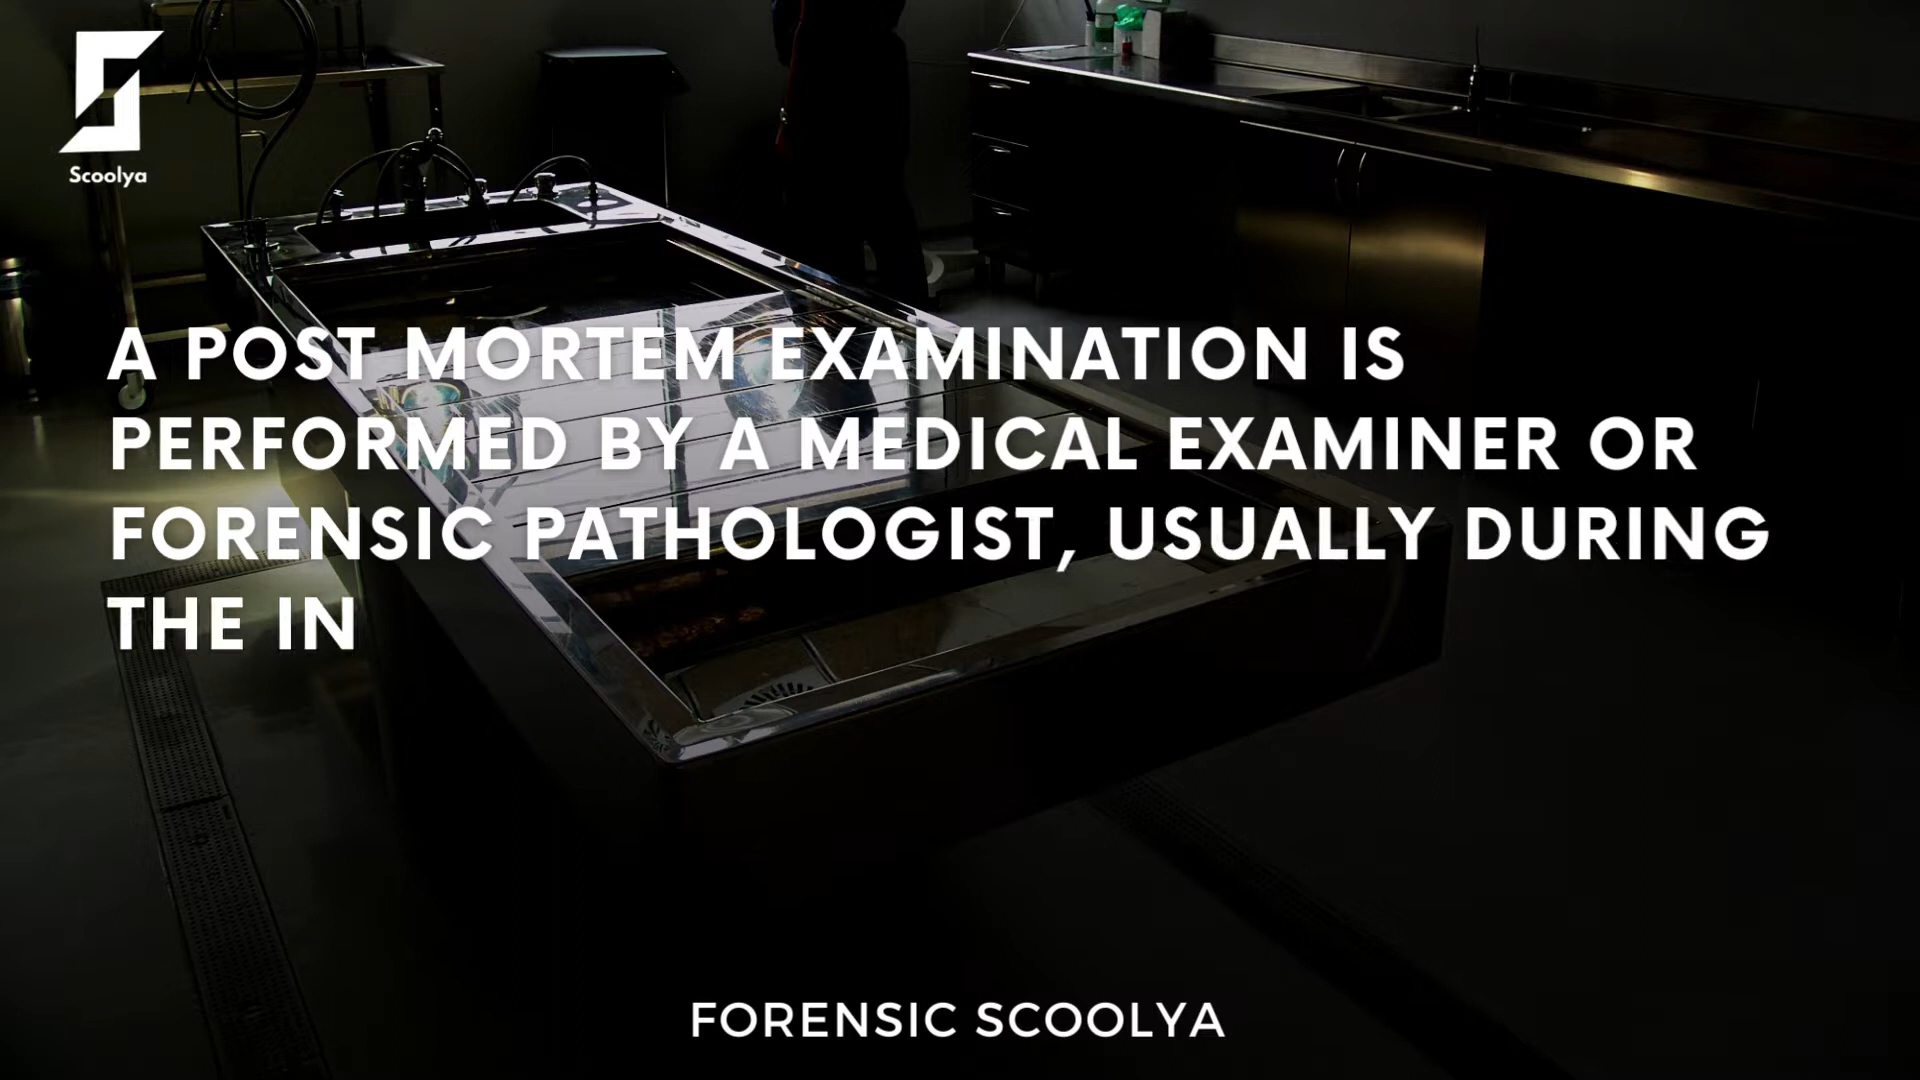 Scoolya
A POST MORTEM EXAMINATION IS
PERFORMED BY A MEDICAL EXAMINER OR
FORENSIC PATHOLOGIST, USUALLY DURING
THE IN
FORENSIC SCOOLYA